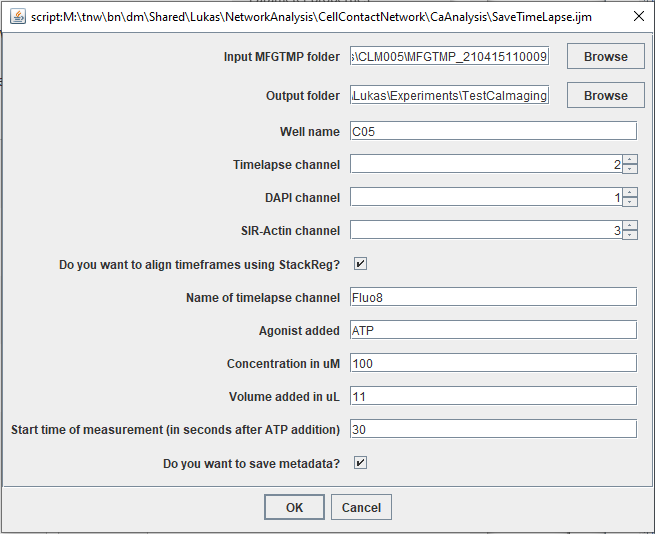 script:M:\tnw\bn\dm\Shared\Lukas\NetworkAnalysis\CellContactNetwork\CaAnalysis\SaveTimeLapse.ijm
Input MFGTMP folder s\CLM005\MFGTMP_210415110009 Browse
Output folder \Lukas\Experiments\TestCaImaging Browse
Well name C05
Timelapse channel 2
DAPI channel 1
SIR-Actin channel 3
Do you want to align timeframes using StackReg?
Name of timelapse channel Fluo8
Agonist added ATP
Concentration in uM 100
Volume added in uL 11
Start time of measurement (in seconds after ATP addition) 30
Do you want to save metadata?
OK Cancel